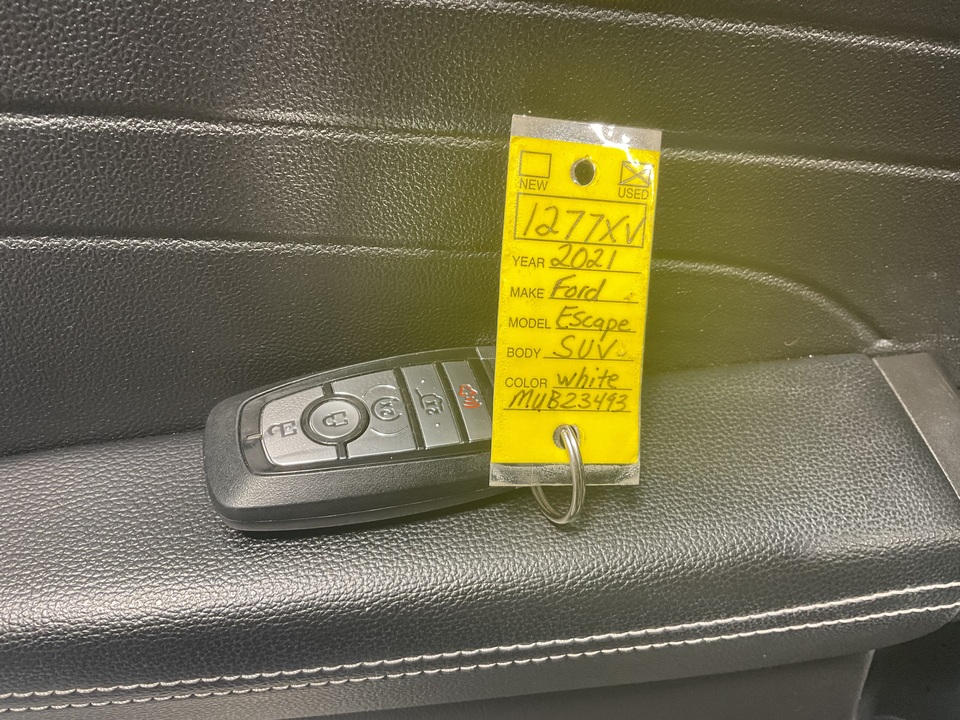 NEW USED
1277XV
YEAR 2021
MAKE Ford
MODEL Escape
BODY SUV
COLOR white
MUB23493